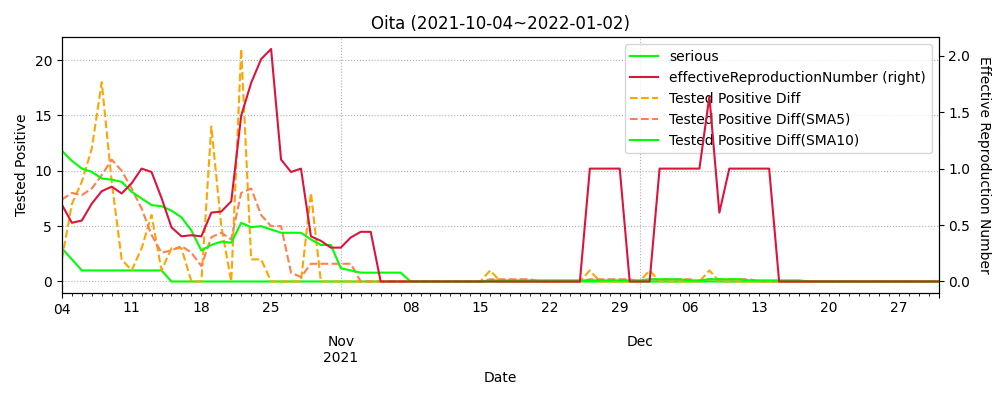 Oita (2021-10-04~2022-01-02)
serious
effectiveReproductionNumber (right)
Tested Positive Diff
Tested Positive Diff(SMA5)
Tested Positive Diff(SMA10)
Tested Positive
20
15
10
5
0
Effective Reproduction Number
2.0
1.5
1.0
0.5
0.0
04 11 18 25 08 15 22 29 06 13 20 27
Nov Dec
2021
Date